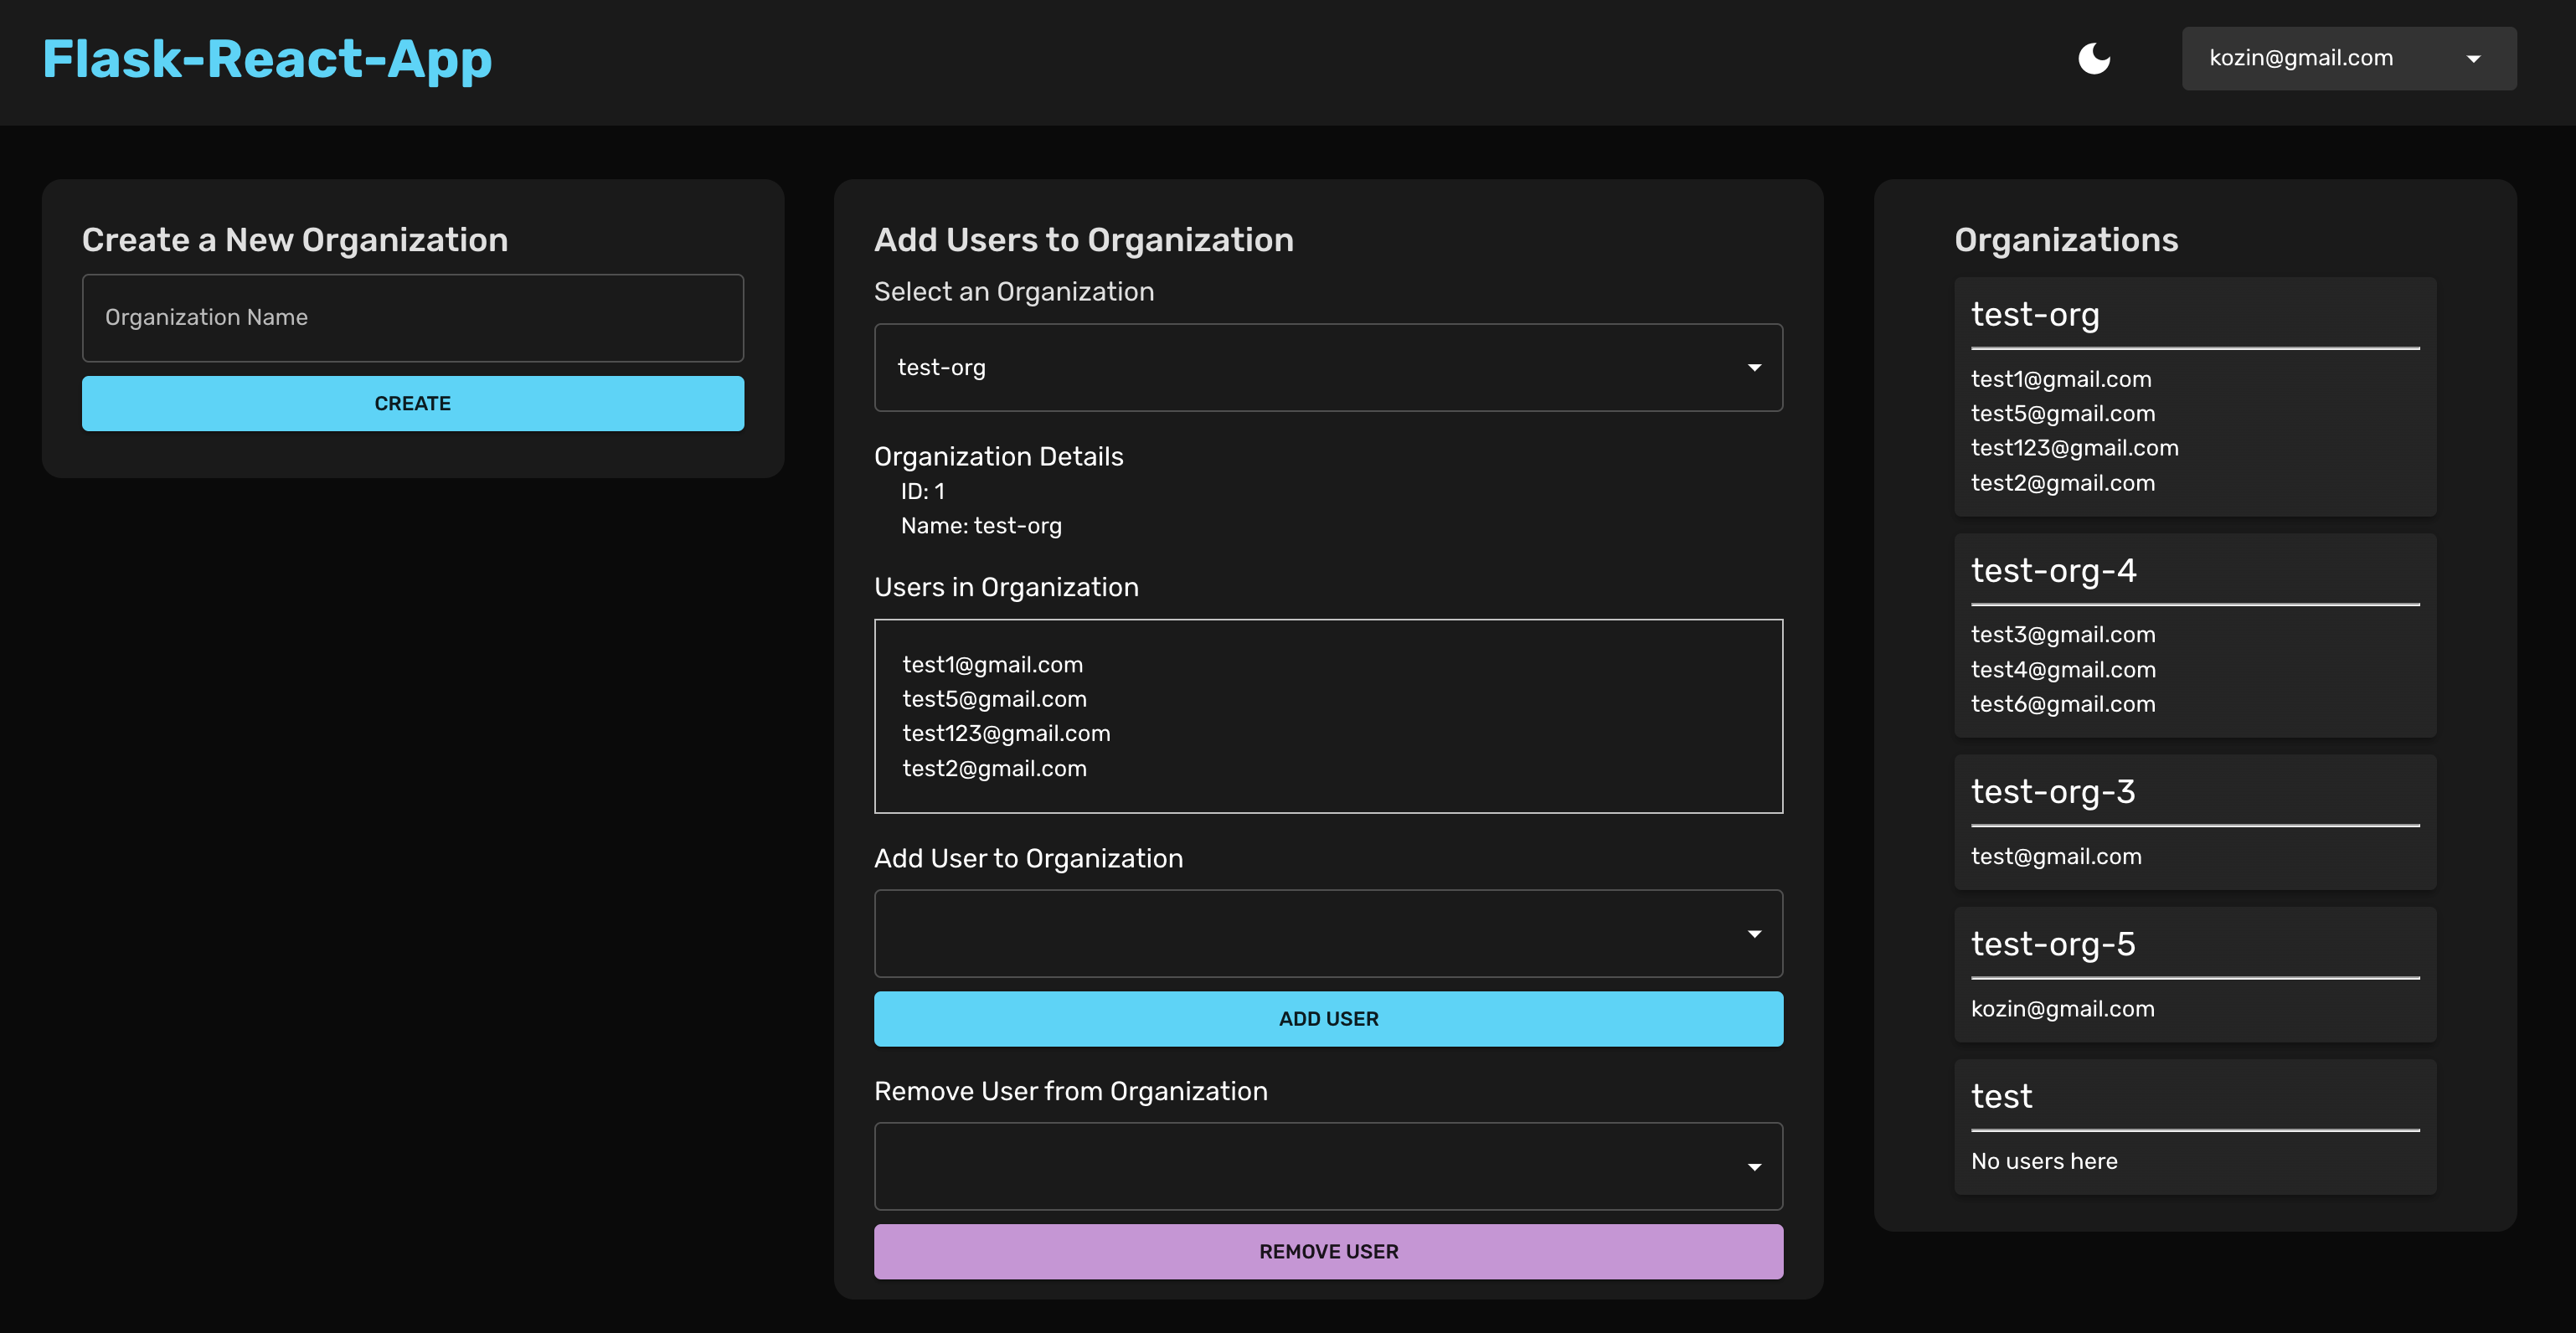 Flask-React-App
kozin@gmail.com
Create a New Organization
Organization Name
CREATE
Add Users to Organization
Select an Organization
test-org
Organization Details
ID: 1
Name: test-org
Users in Organization
test1@gmail.com
test5@gmail.com
test123@gmail.com
test2@gmail.com
Add User to Organization
ADD USER
Remove User from Organization
REMOVE USER
Organizations
test-org
test1@gmail.com
test5@gmail.com
test123@gmail.com
test2@gmail.com
test-org-4
test3@gmail.com
test4@gmail.com
test6@gmail.com
test-org-3
test@gmail.com
test-org-5
kozin@gmail.com
test
No users here